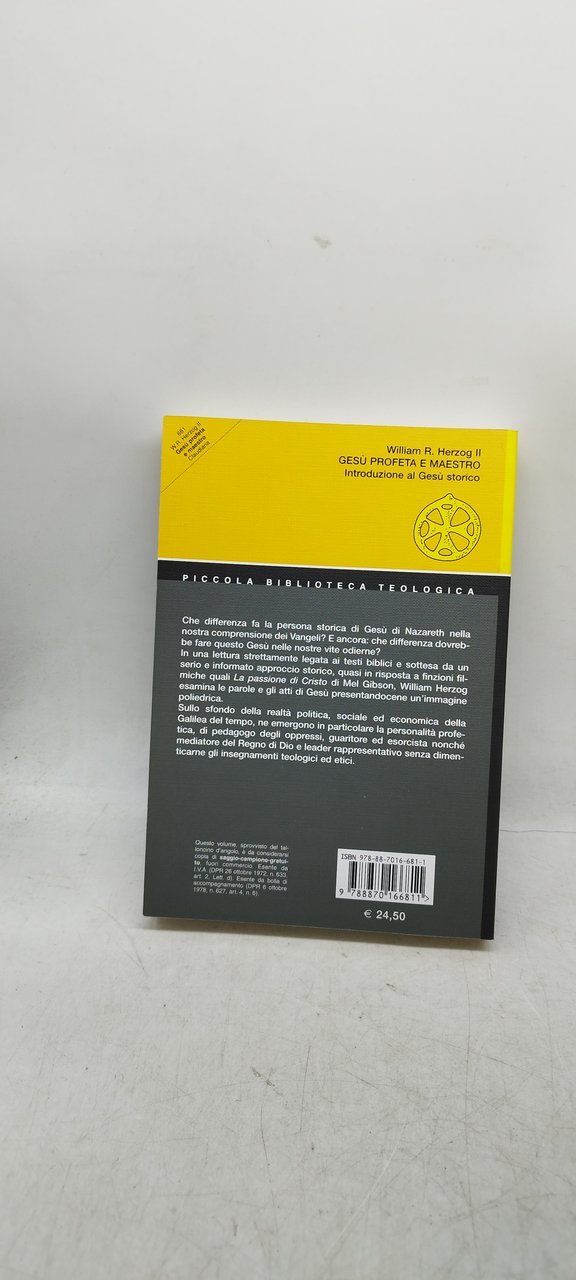 681
W.R. Herzog II
Gesù profeta
e maestro
Claudiana
William R. Herzog II
GESÙ PROFETA E MAESTRO
Introduzione al Gesù storico
PICCOLA BIBLIOTECA TEOLOGICA
Che differenza fa la persona storica di Gesù di Nazareth nella
nostra comprensione dei Vangeli? E ancora: che differenza dovreb-
be fare questo Gesù nelle nostre vite odierne?
In una lettura strettamente legata ai testi biblici e sottesa da un
serio e informato approccio storico, quasi in risposta a finzioni fil-
miche quali La passione di Cristo di Mel Gibson, William Herzog
esamina le parole e gli atti di Gesù presentandocene un'immagine
poliedrica.
Sullo sfondo della realtà politica, sociale ed economica della
Galilea del tempo, ne emergono in particolare la personalità profe-
tica, di pedagogo degli oppressi, guaritore ed esorcista nonché
mediatore del Regno di Dio e leader rappresentativo senza dimen-
ticarne gli insegnamenti teologici ed etici.
Questo volume, sprovvisto del tal-
loncino d'angolo, è da considerarsi
copia di saggio-campione-gratui-
to, fuori commercio. Esente da
I.V.A. (DPR 26 ottobre 1972, n. 633,
art. 2, Lett. d). Esente da bolla di
accompagnamento (DPR 6 ottobre
1978, n. 627, art. 4, n. 6).
ISBN 978-88-7016-681-1
9 788870 166811 >
€ 24,50